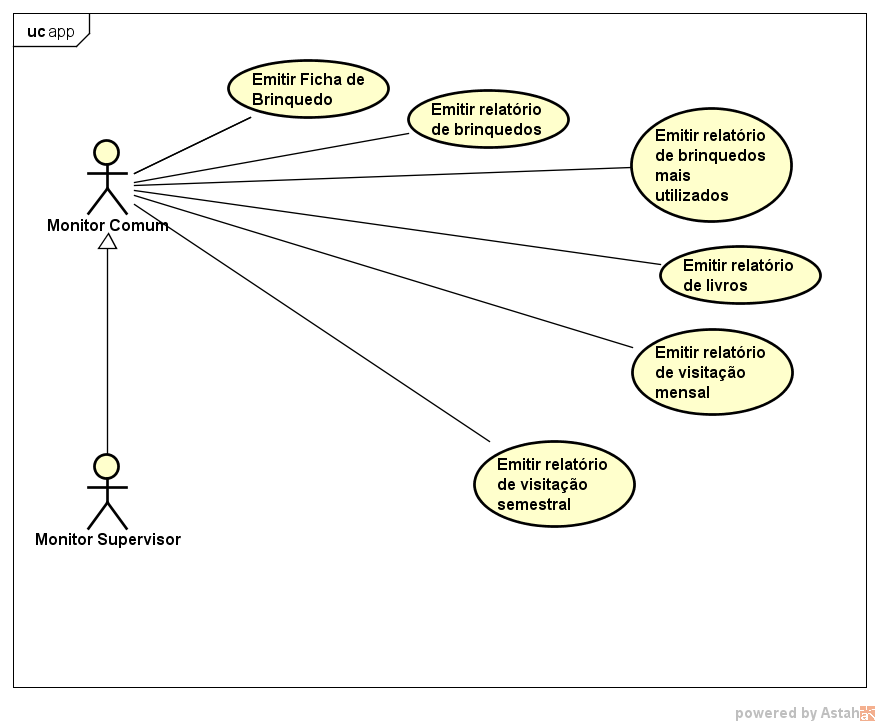 uc app
Emitir Ficha de
Brinquedo
Emitir relatório
de brinquedos
Emitir relatório
de brinquedos
mais
utilizados
Monitor Comum
Emitir relatório
de livros
Emitir relatório
de visitação
mensal
Emitir relatório
de visitação
semestral
Monitor Supervisor
powered by Astah